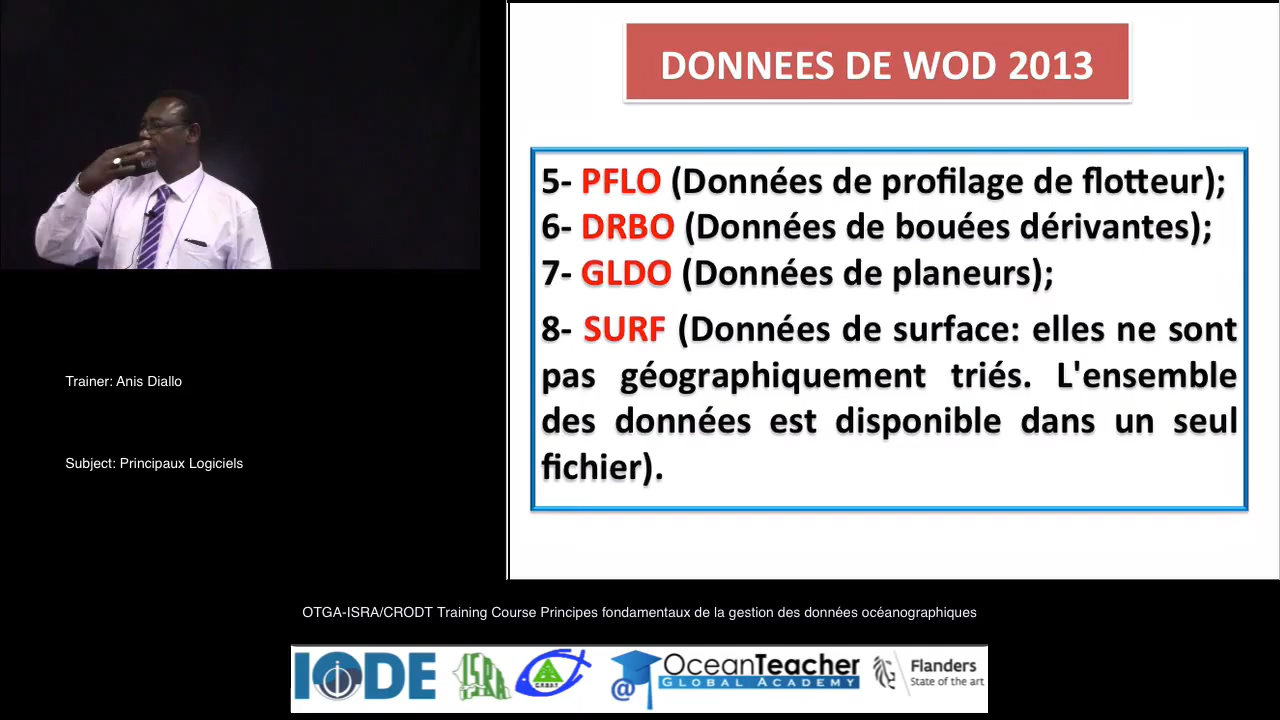 DONNEES DE WOD 2013
5- PFLO (Données de profilage de flotteur);
6- DRBO (Données de bouées dérivantes);
7- GLDO (Données de planeurs);
8- SURF (Données de surface: elles ne sont
pas géographiquement triés. L'ensemble
des données est disponible dans un seul
fichier).
Trainer: Anis Diallo
Subject: Principaux Logiciels
OTGA-ISRA/CRODT Training Course Principes fondamentaux de la gestion des données océanographiques
IODE
ISRA
@
OceanTeacher
GLOBAL ACADEMY
Flanders
State of the art